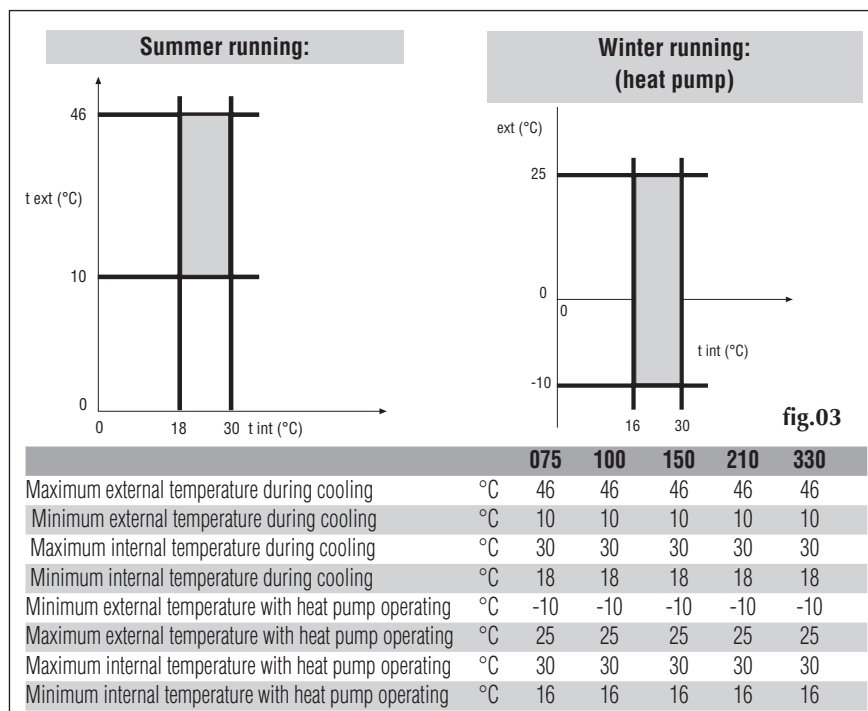 Summer running:
46
t ext (°C)
10
0
0 18 30 t int (°C)
Winter running:
(heat pump)
ext (°C)
25
0
0
t int (°C)
-10
16 30
fig.03
075 100 150 210 330
Maximum external temperature during cooling °C 46 46 46 46 46
Minimum external temperature during cooling °C 10 10 10 10 10
Maximum internal temperature during cooling °C 30 30 30 30 30
Minimum internal temperature during cooling °C 18 18 18 18 18
Minimum external temperature with heat pump operating °C -10 -10 -10 -10 -10
Maximum external temperature with heat pump operating °C 25 25 25 25 25
Maximum internal temperature with heat pump operating °C 30 30 30 30 30
Minimum internal temperature with heat pump operating °C 16 16 16 16 16